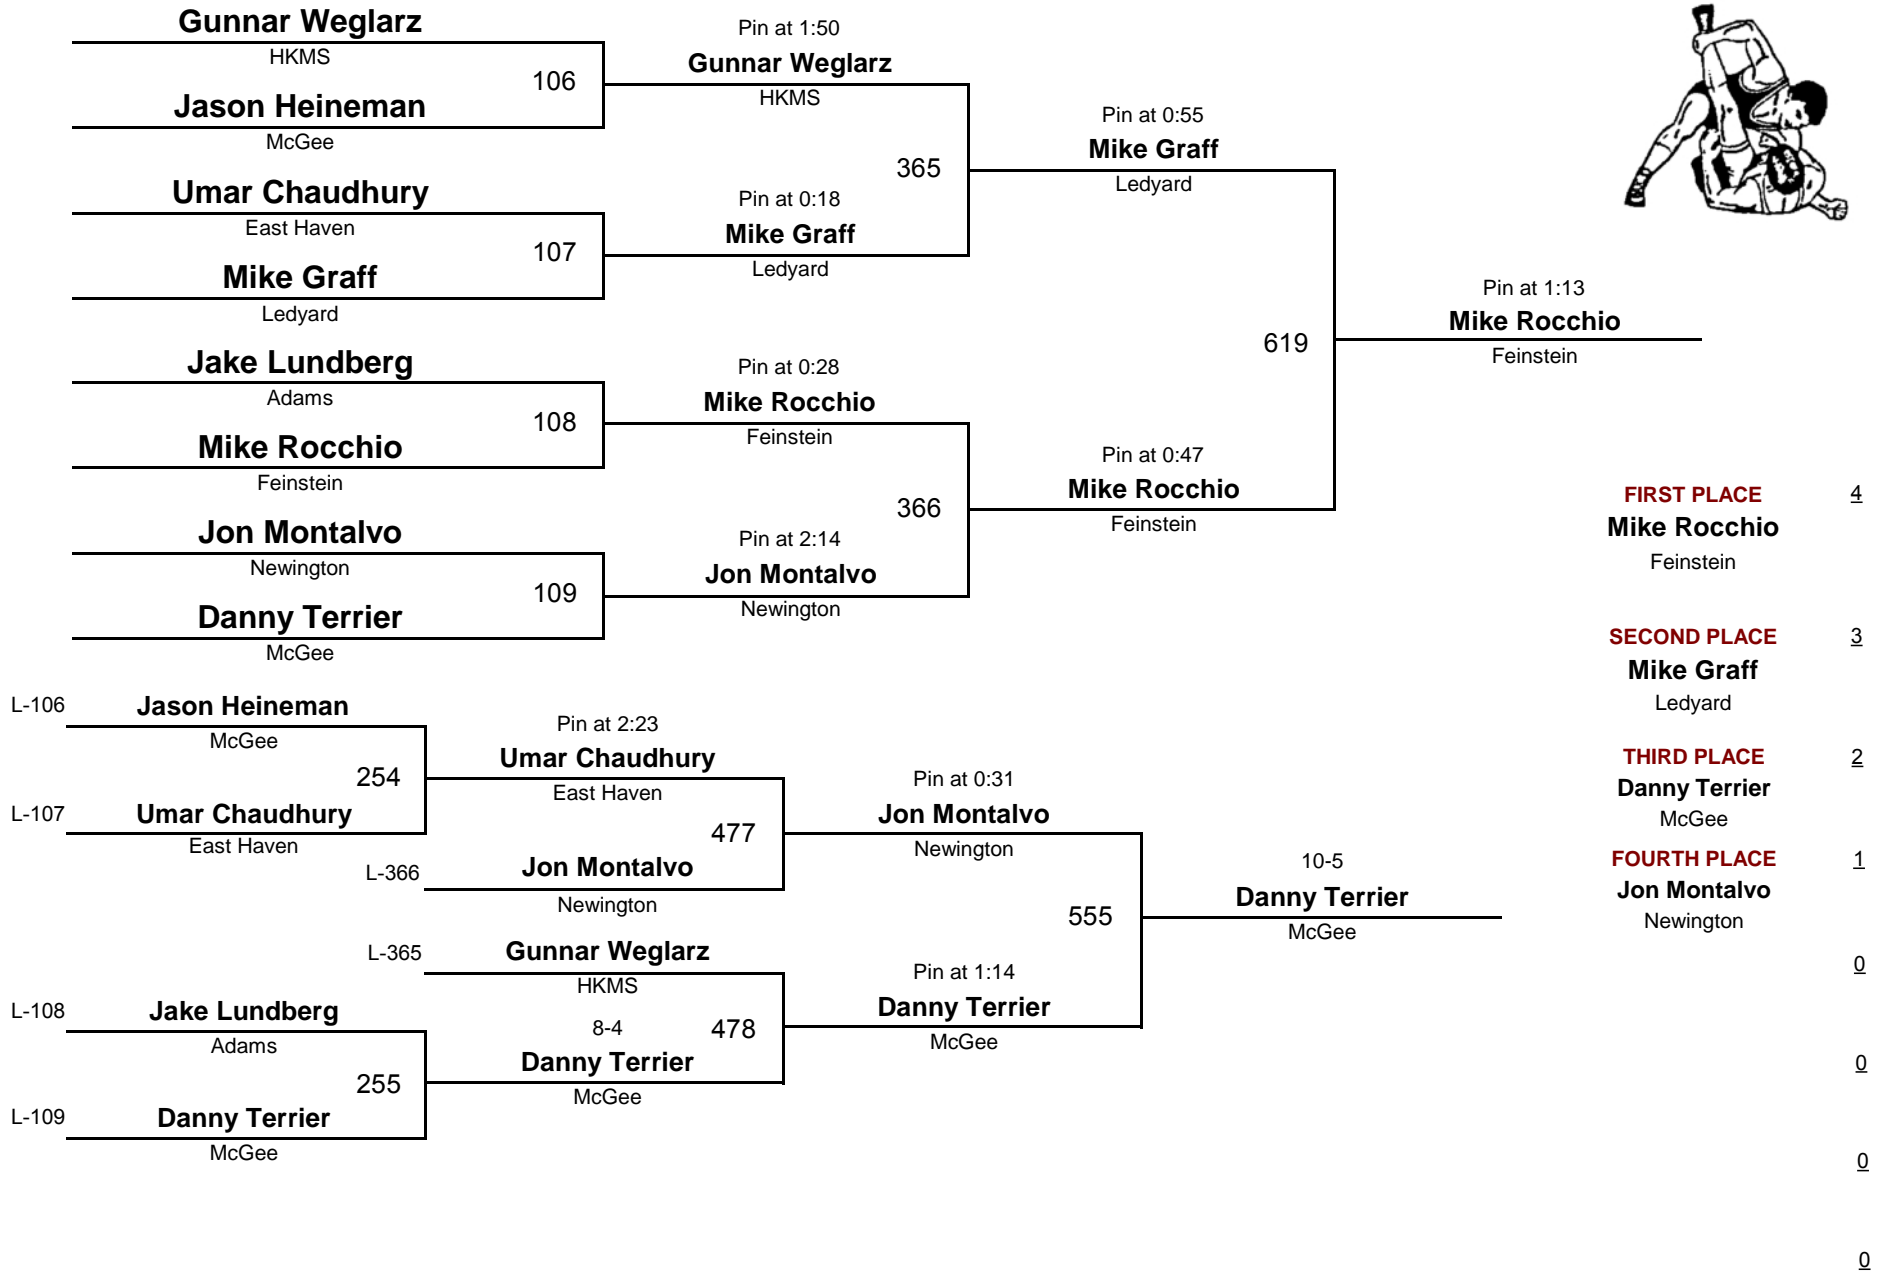 Gunnar Weglarz
HKMS
106
Jason Heineman
McGee
Umar Chaudhury
East Haven
107
Mike Graff
Ledyard
Jake Lundberg
Adams
108
Mike Rocchio
Feinstein
Jon Montalvo
Newington
109
Danny Terrier
McGee
Pin at 1:50
Gunnar Weglarz
HKMS
365
Pin at 0:18
Mike Graff
Ledyard
Pin at 0:28
Mike Rocchio
Feinstein
366
Pin at 2:14
Jon Montalvo
Newington
Pin at 0:55
Mike Graff
Ledyard
619
Pin at 0:47
Mike Rocchio
Feinstein
Pin at 1:13
Mike Rocchio
Feinstein
FIRST PLACE 4
Mike Rocchio
Feinstein
SECOND PLACE 3
Mike Graff
Ledyard
THIRD PLACE 2
Danny Terrier
McGee
FOURTH PLACE 1
Jon Montalvo
Newington
0
0
0
0
L-106 Jason Heineman
McGee
254
L-107 Umar Chaudhury
East Haven
Pin at 2:23
Umar Chaudhury
East Haven
477
L-366 Jon Montalvo
Newington
L-365 Gunnar Weglarz
HKMS
478
8-4
Danny Terrier
McGee
L-108 Jake Lundberg
Adams
255
L-109 Danny Terrier
McGee
Pin at 0:31
Jon Montalvo
Newington
555
Pin at 1:14
Danny Terrier
McGee
10-5
Danny Terrier
McGee